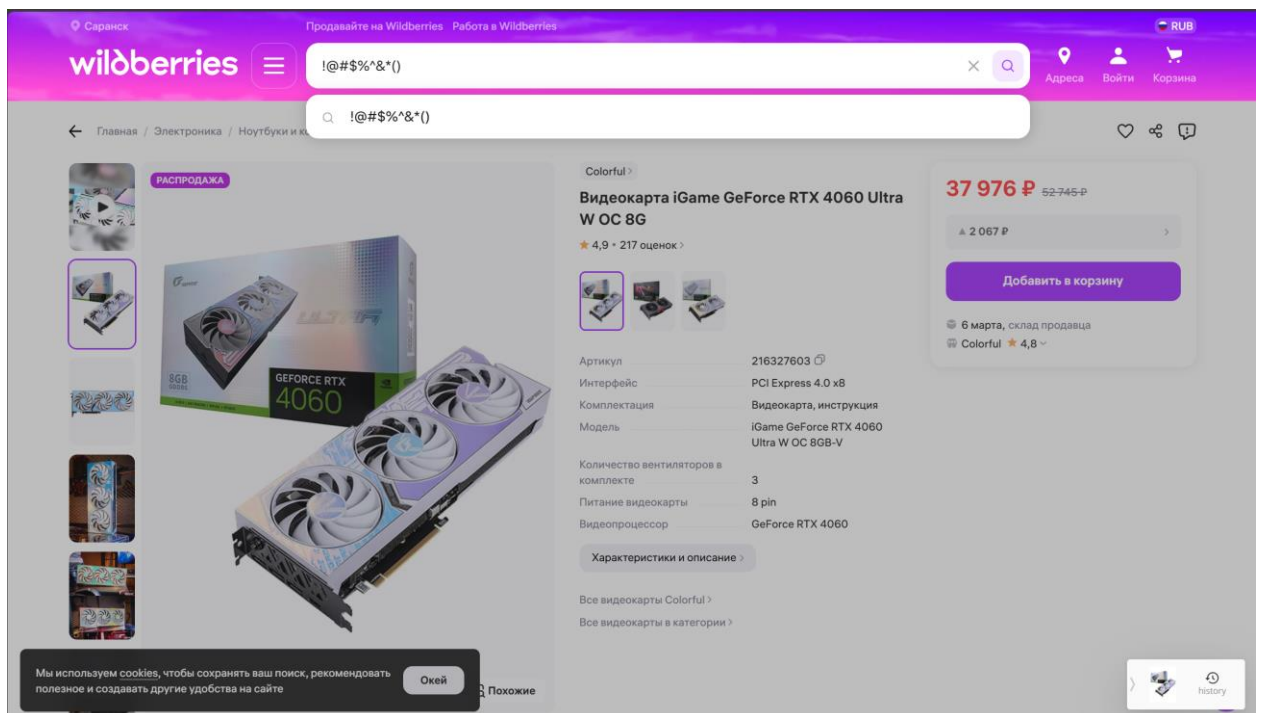 Саранск
Продавайте на Wildberries Работа в Wildberries
RUB
wildberries
!@#$%^&*()
Адреса
Войти
Корзина
!@#$%^&*()
Главная / Электроника / Ноутбуки и
РАСПРОДАЖА
ULTRA
8GB
GEFORCE RTX
4060
Colorful
Видеокарта iGame GeForce RTX 4060 Ultra
W OC 8G
4,9 • 217 оценок
Артикул 216327603
Интерфейс PCI Express 4.0 x8
Комплектация Видеокарта, инструкция
Модель iGame GeForce RTX 4060
Ultra W OC 8GB-V
Количество вентиляторов в
комплекте 3
Питание видеокарты 8 pin
Видеопроцессор GeForce RTX 4060
Характеристики и описание
Все видеокарты Colorful
Все видеокарты в категории
37 976 ₽ 52 745 ₽
2 067 ₽
Добавить в корзину
6 марта, склад продавца
Colorful 4,8
Мы используем cookies, чтобы сохранять ваш поиск, рекомендовать
полезное и создавать другие удобства на сайте
Окей
Похожие
history